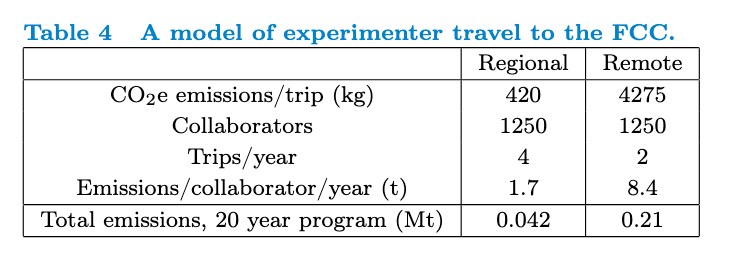 Table 4 A model of experimenter travel to the FCC.
Regional Remote
CO2e emissions/trip (kg) 420 4275
Collaborators 1250 1250
Trips/year 4 2
Emissions/collaborator/year (t) 1.7 8.4
Total emissions, 20 year program (Mt) 0.042 0.21